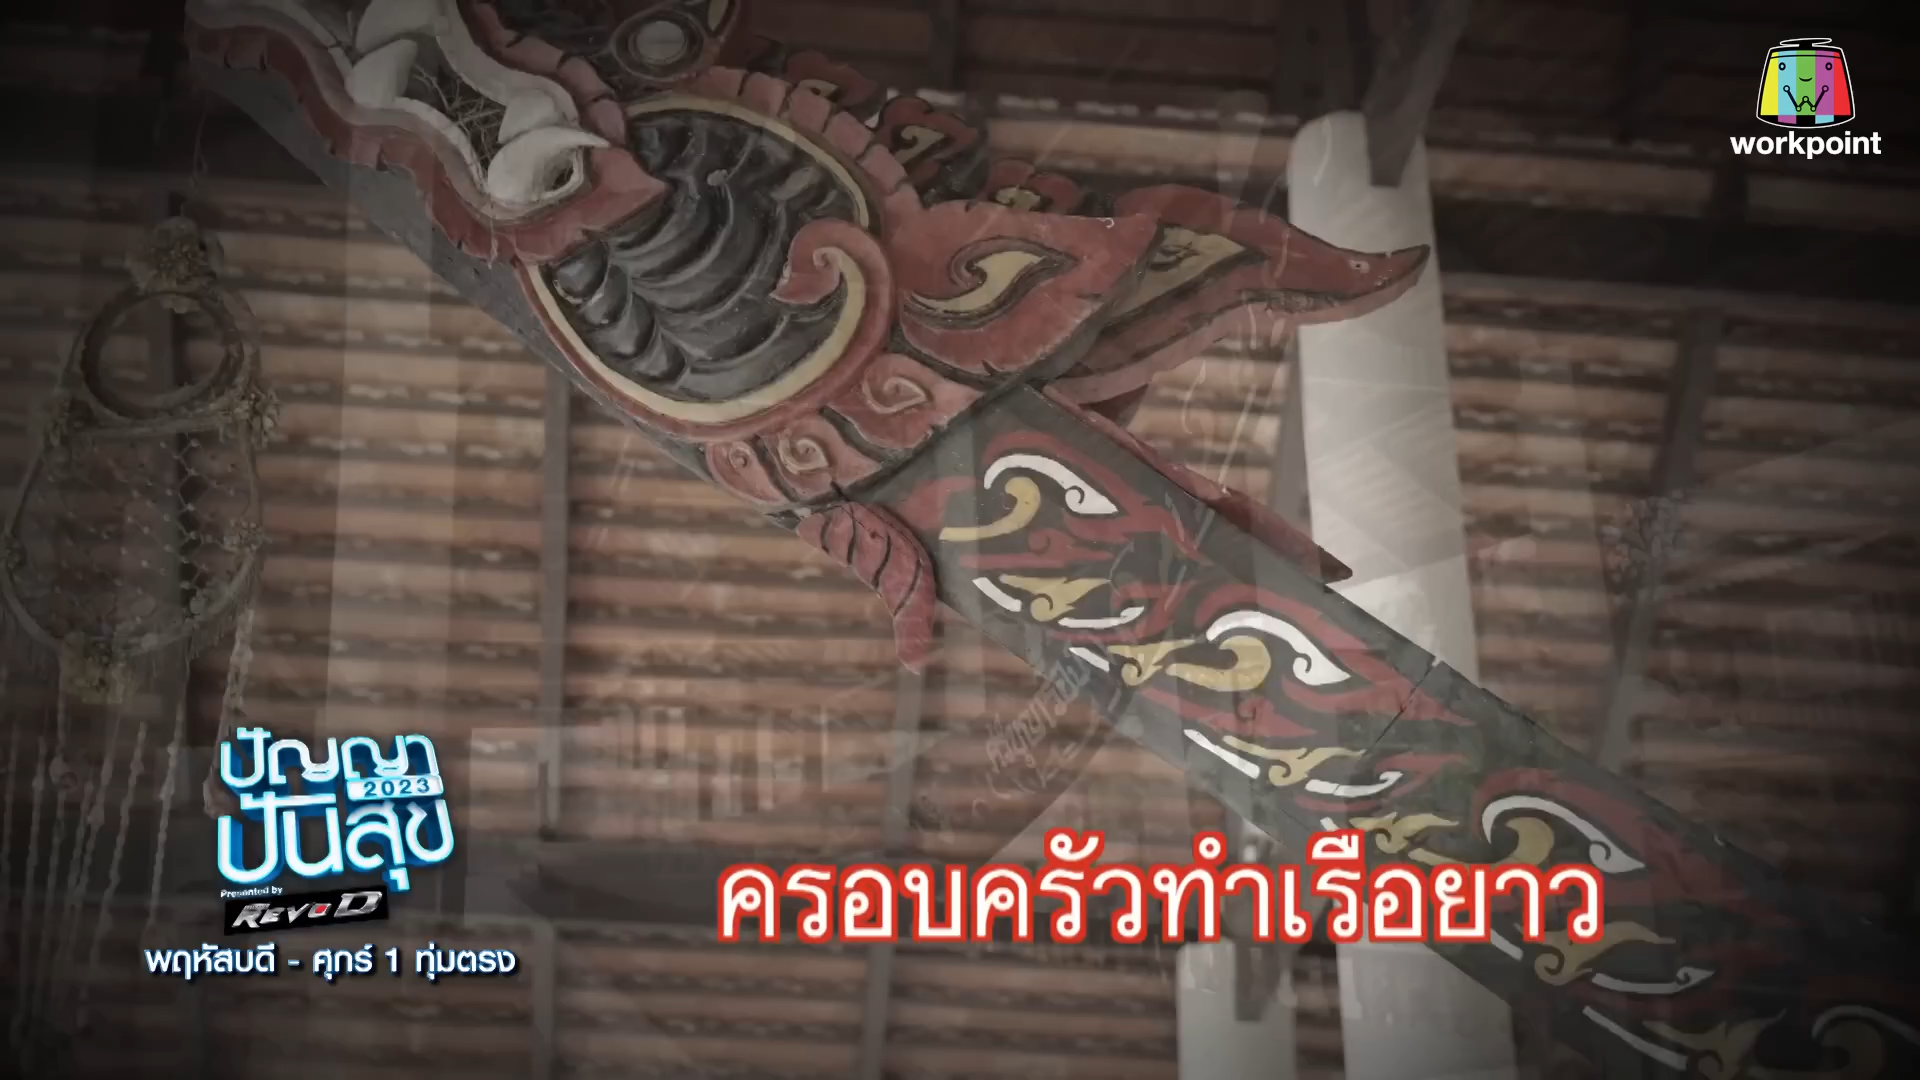 workpoint
ปัญญา
2023
ปันสุข
Presented by
REVO D
พฤหัสบดี - ศุกร์ 1 ทุ่มตรง
ครอบครัวทำเรือยาว